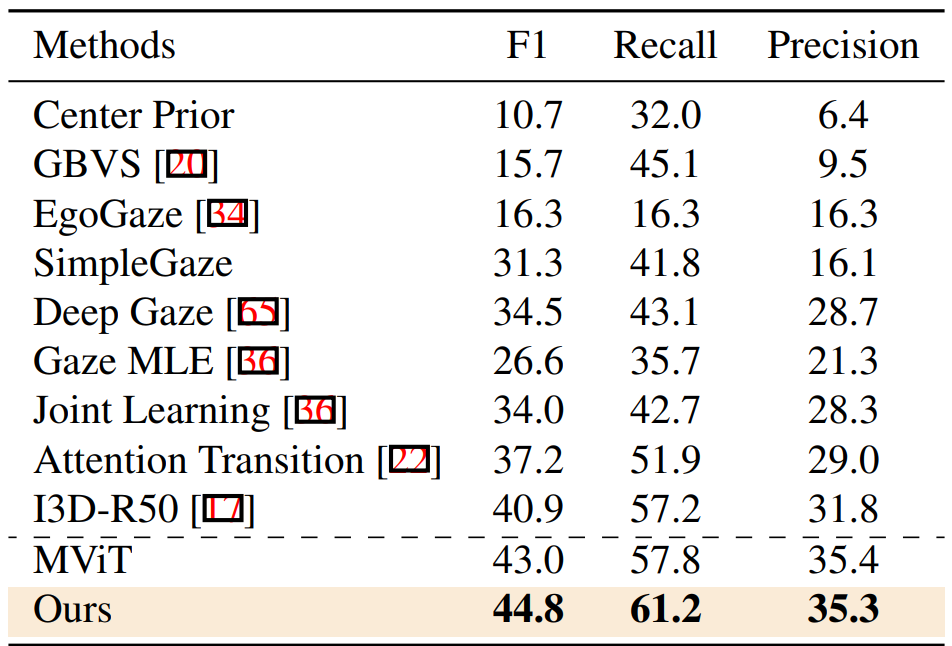 Methods F1 Recall Precision
Center Prior 10.7 32.0 6.4
GBVS [20] 15.7 45.1 9.5
EgoGaze [34] 16.3 16.3 16.3
SimpleGaze 31.3 41.8 16.1
Deep Gaze [65] 34.5 43.1 28.7
Gaze MLE [36] 26.6 35.7 21.3
Joint Learning [36] 34.0 42.7 28.3
Attention Transition [22] 37.2 51.9 29.0
I3D-R50 [17] 40.9 57.2 31.8
MViT 43.0 57.8 35.4
Ours 44.8 61.2 35.3